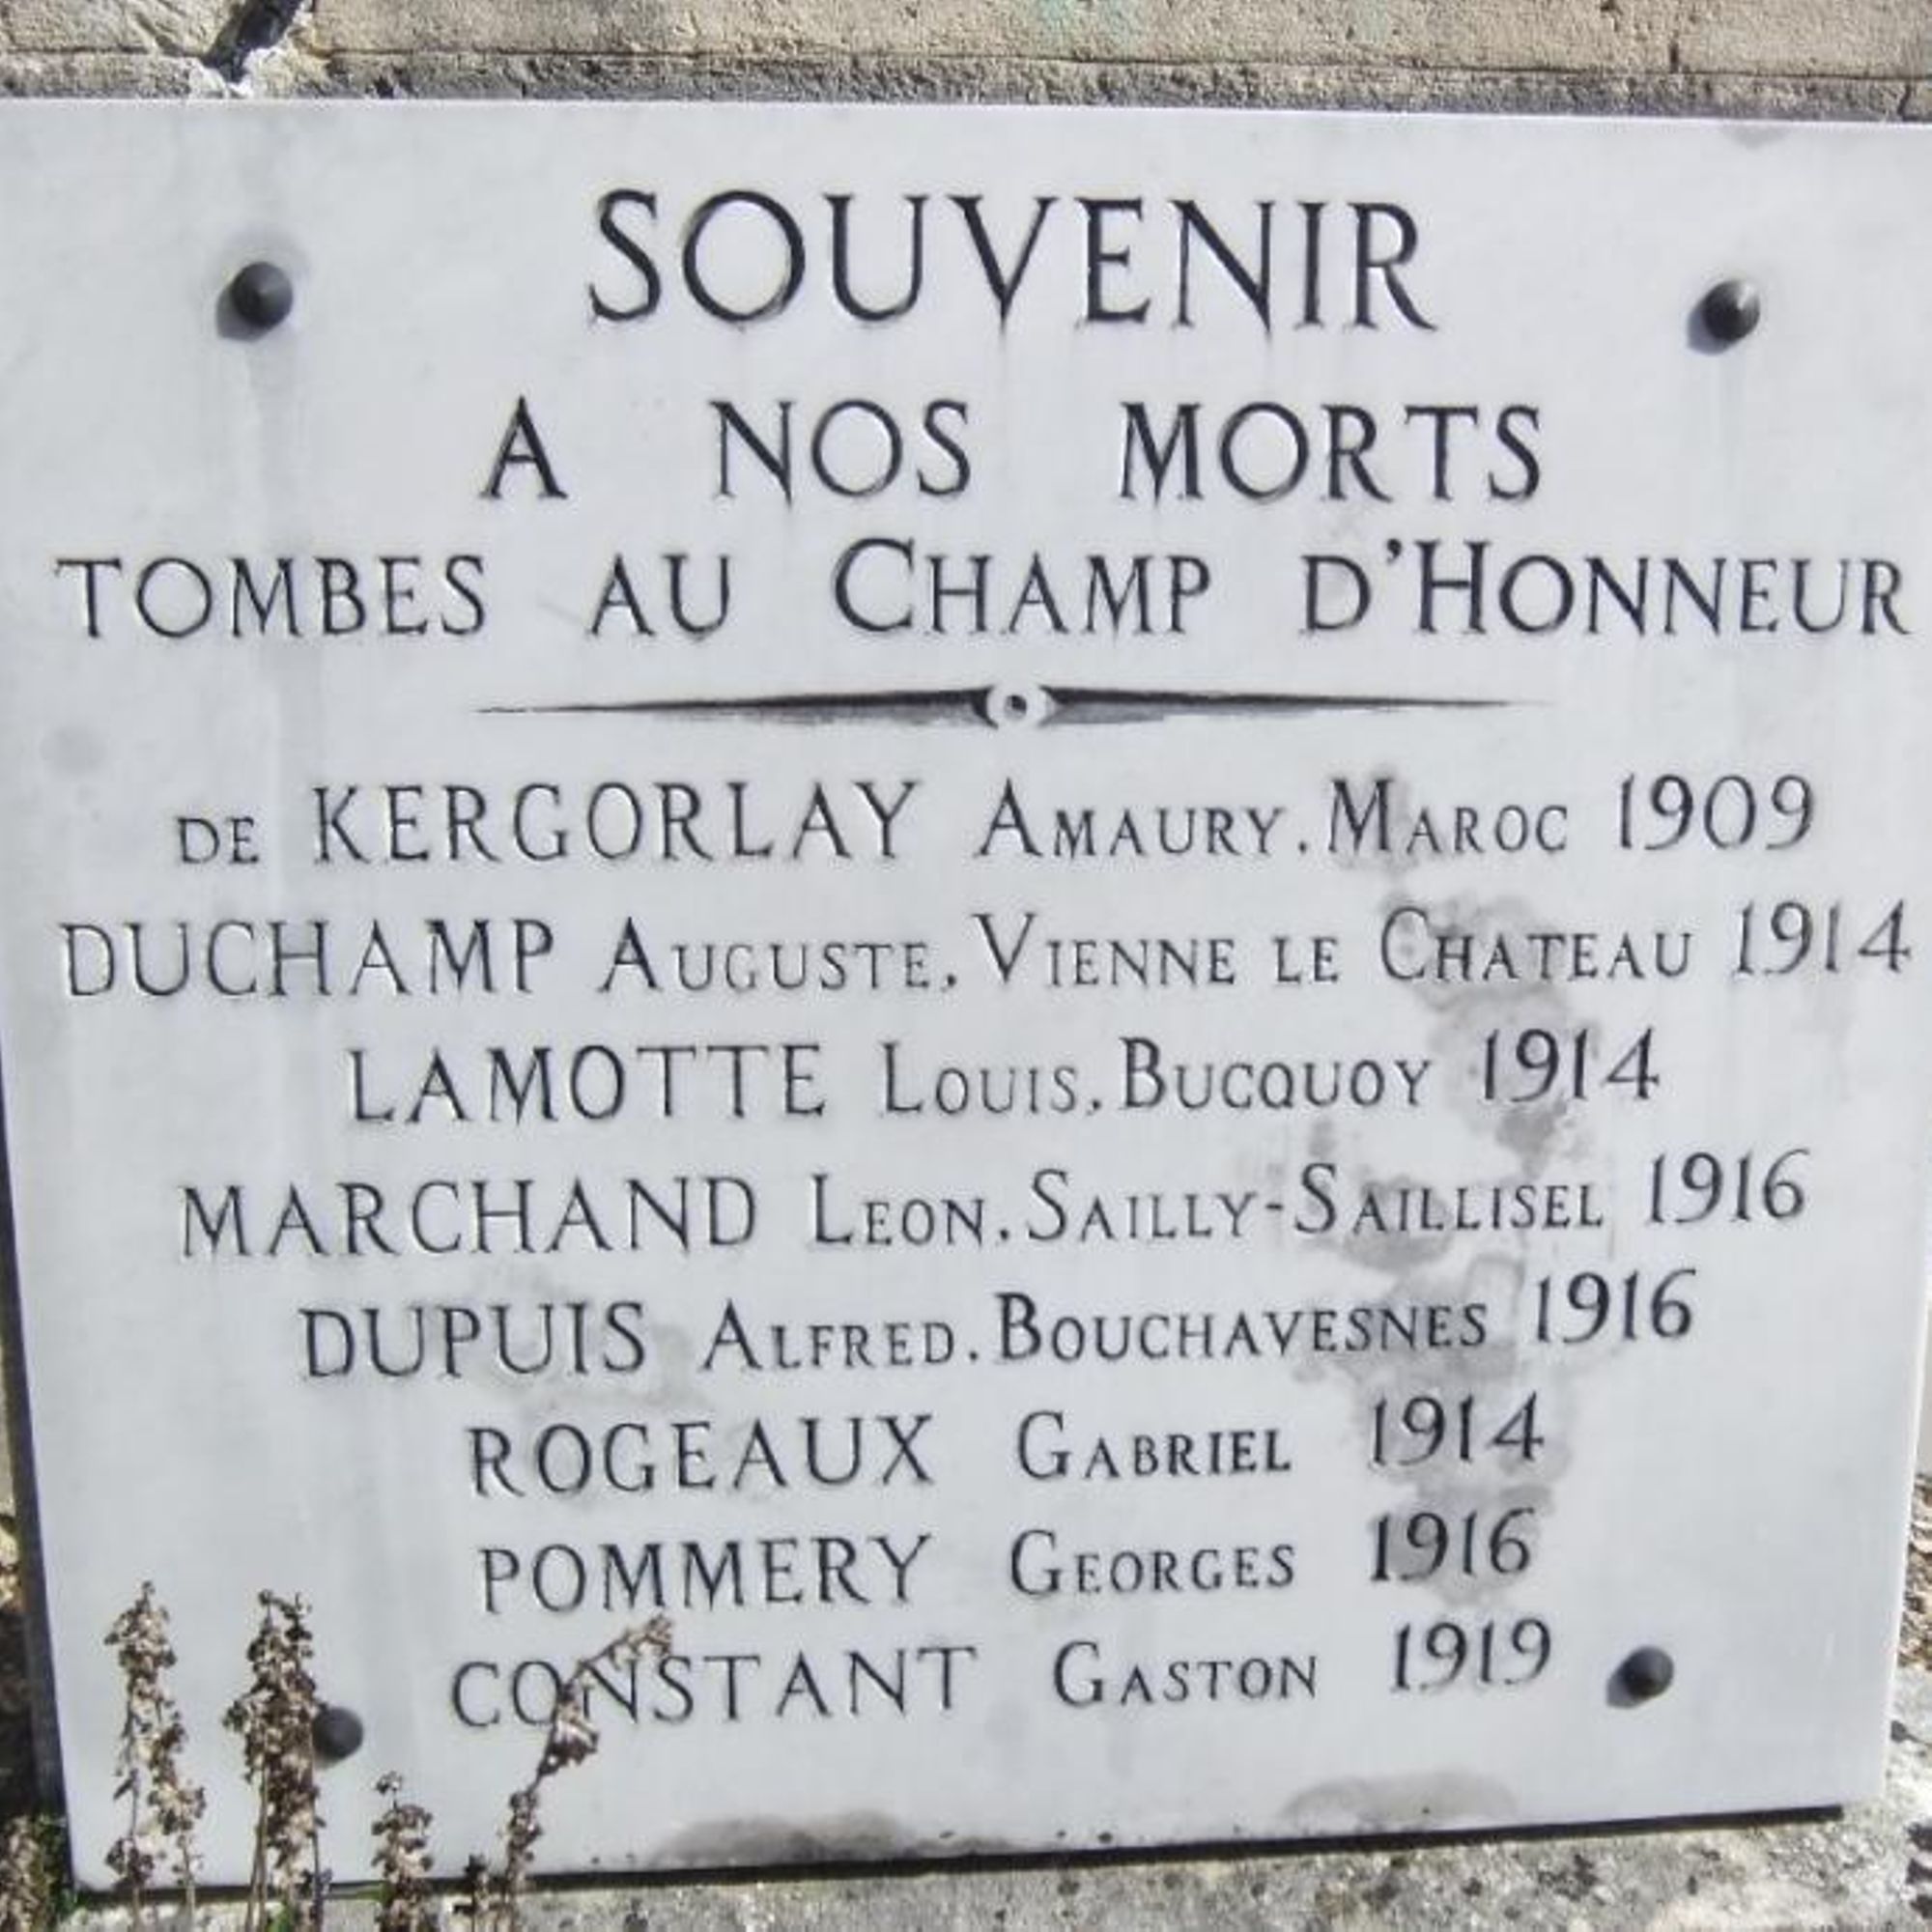 SOUVENIR
A NOS MORTS
TOMBES AU CHAMP D'HONNEUR
DE KERGORLAY AMAURY. MAROC 1909
DUCHAMP AUGUSTE. VIENNE LE CHATEAU 1914
LAMOTTE LOUIS. BUCQUOY 1914
MARCHAND LEON. SAILLY-SAILLISEL 1916
DUPUIS ALFRED. BOUCHAVESNES 1916
ROGEAUX GABRIEL 1914
POMMERY GEORGES 1916
CONSTANT GASTON 1919